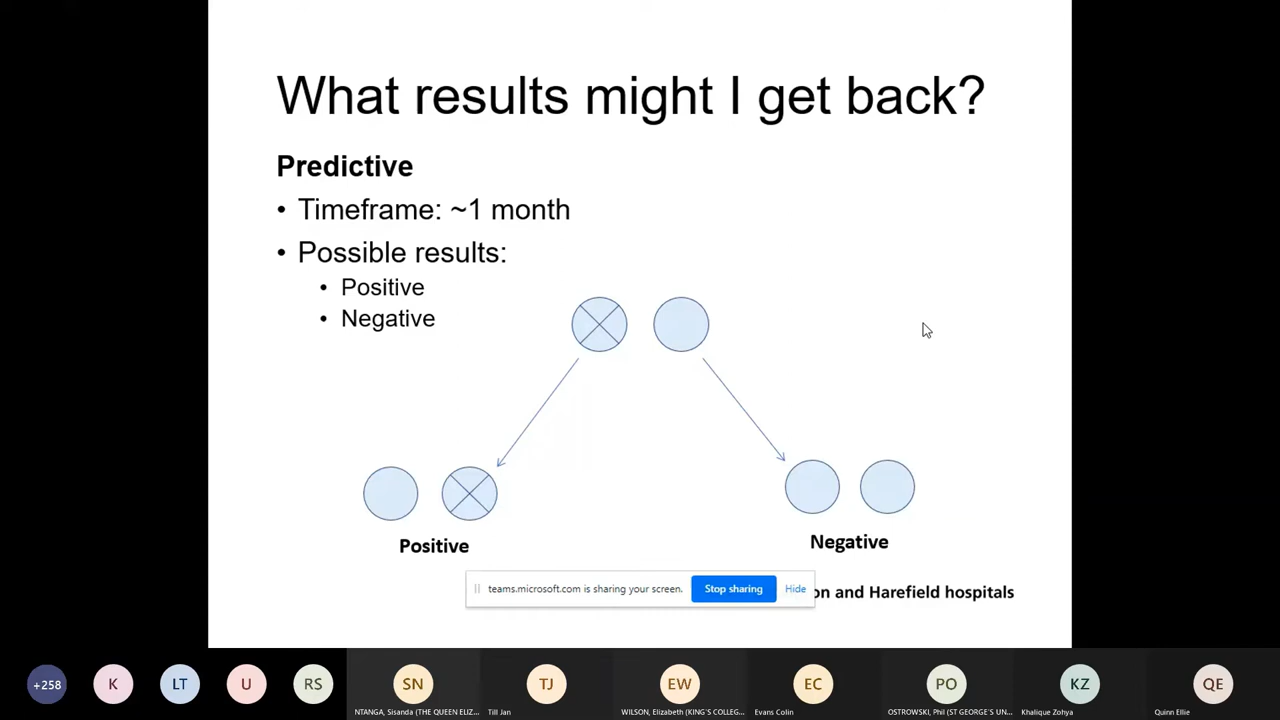 What results might I get back?
Predictive
• Timeframe: ~1 month
• Possible results:
• Positive
• Negative
Positive
Negative
teams.microsoft.com is sharing your screen.
Stop sharing
Hide
on and Harefield hospitals
+258
K
LT
U
RS
SN
TJ
EW
EC
PO
KZ
QE
NTANGA, Sisanda (THE QUEEN ELIZ...
Till Jan
WILSON, Elizabeth (KING'S COLLEG...
Evans Colin
OSTROWSKI, Phil (ST GEORGE'S UN...
Khalique Zohya
Quinn Ellie